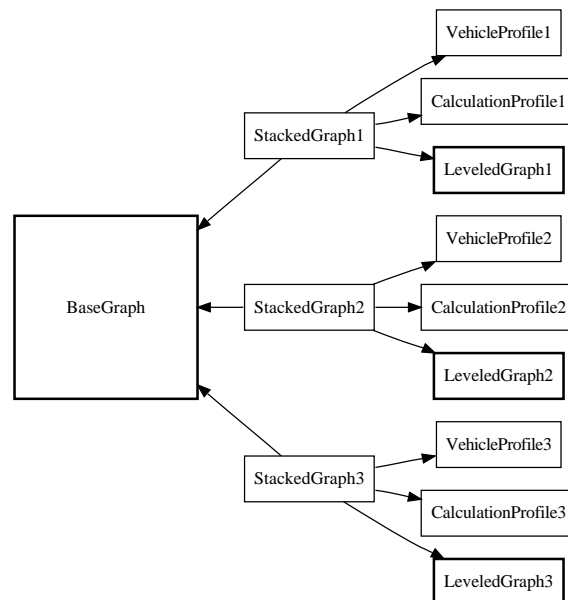 VehicleProfile1
CalculationProfile1
StackedGraph1
LeveledGraph1
VehicleProfile2
BaseGraph
StackedGraph2
CalculationProfile2
LeveledGraph2
VehicleProfile3
StackedGraph3
CalculationProfile3
LeveledGraph3